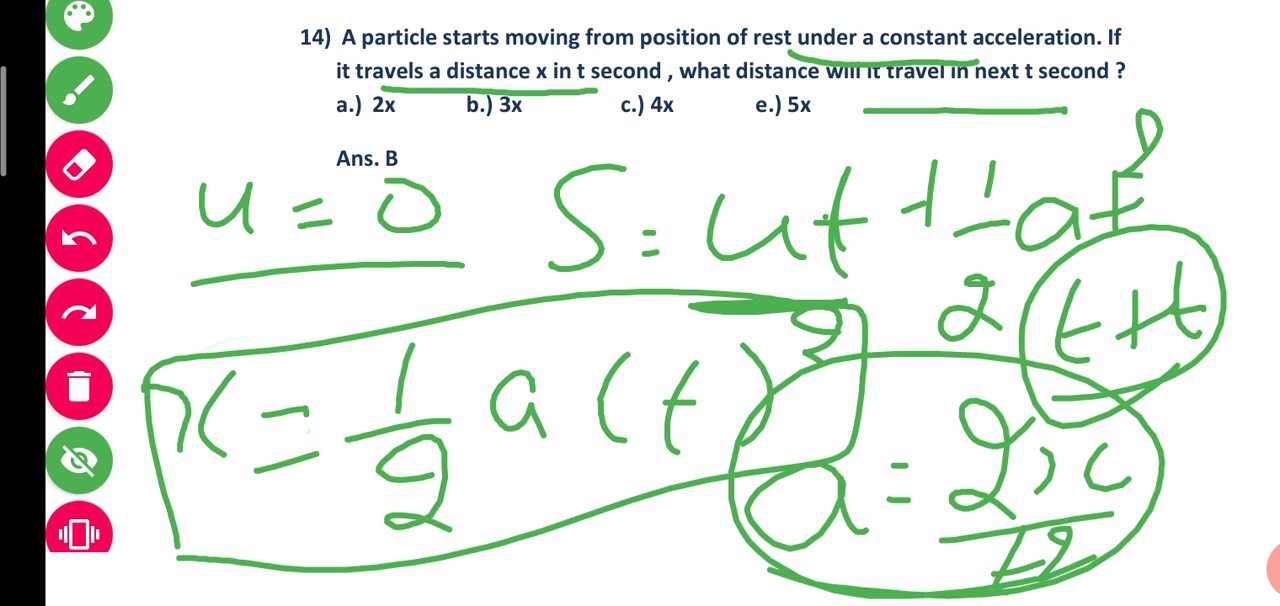 14) A particle starts moving from position of rest under a constant acceleration. If
it travels a distance x in t second , what distance will it travel in next t second ?
a.) 2x b.) 3x c.) 4x e.) 5x
Ans. B
u = 0 S = ut + 1/2 at²
t+t
x = 1/2 a(t)²
a = 2x/t²